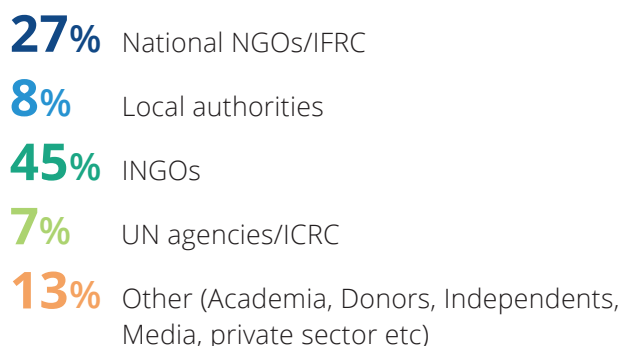 27% National NGOs/IFRC
8% Local authorities
45% INGOs
7% UN agencies/ICRC
13% Other (Academia, Donors, Independents,
Media, private sector etc)